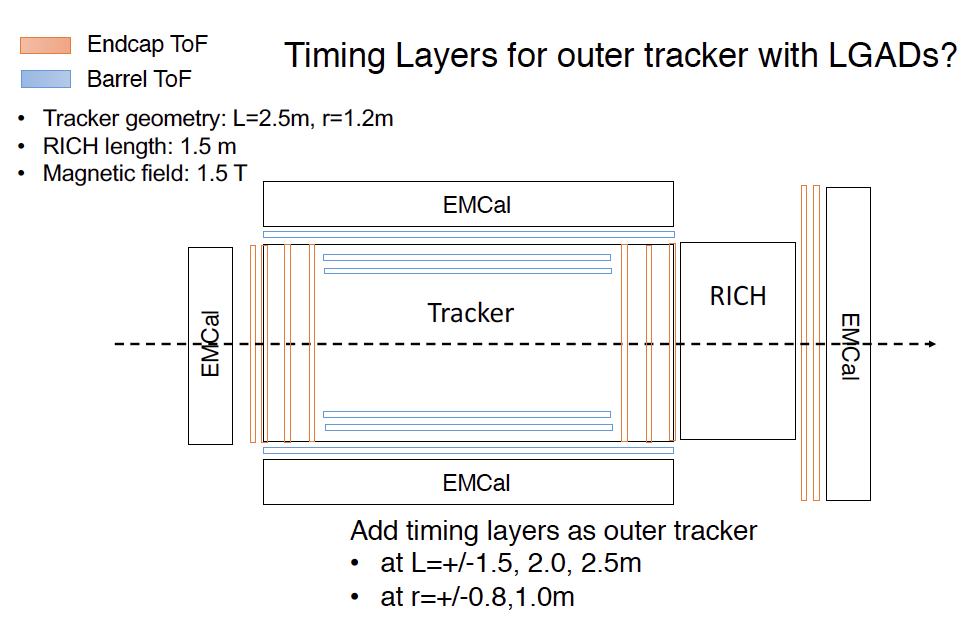 Endcap ToF
Barrel ToF
Timing Layers for outer tracker with LGADs?
• Tracker geometry: L=2.5m, r=1.2m
• RICH length: 1.5 m
• Magnetic field: 1.5 T
EMCal
EMCal
Tracker
RICH
EMCal
EMCal
Add timing layers as outer tracker
• at L=+/-1.5, 2.0, 2.5m
• at r=+/-0.8,1.0m